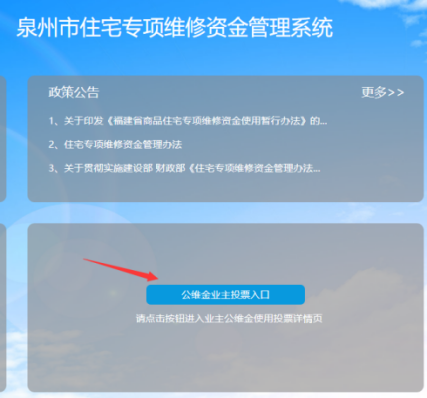 泉州市住宅专项维修资金管理系统
政策公告 更多>>
1、关于印发《福建省商品住宅专项维修资金使用暂行办法》的...
2、住宅专项维修资金管理办法
3、关于贯彻实施建设部 财政部《住宅专项维修资金管理办法...
公维金业主投票入口
请点击按钮进入业主公维金使用投票详情页